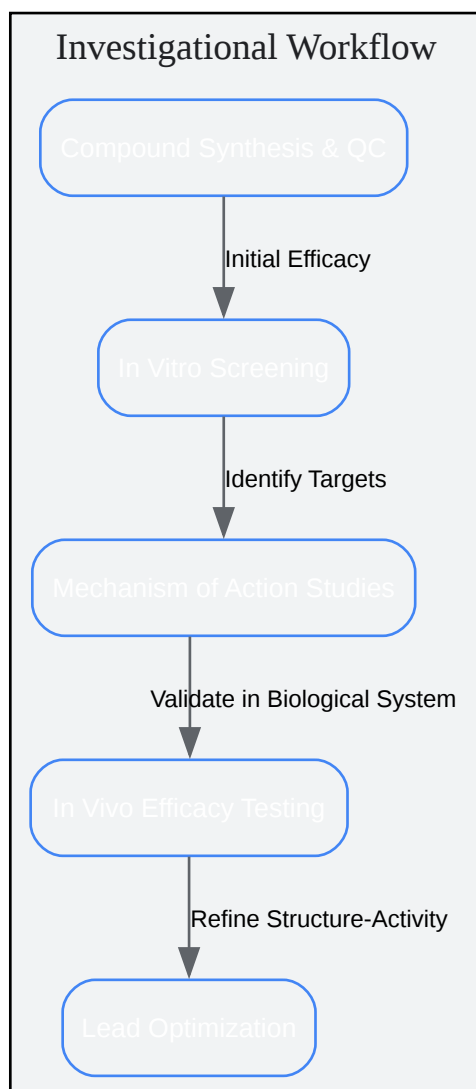 Investigational Workflow
Compound Synthesis & QC
Initial Efficacy
In Vitro Screening
Identify Targets
Mechanism of Action Studies
Validate in Biological System
In Vivo Efficacy Testing
Refine Structure-Activity
Lead Optimization